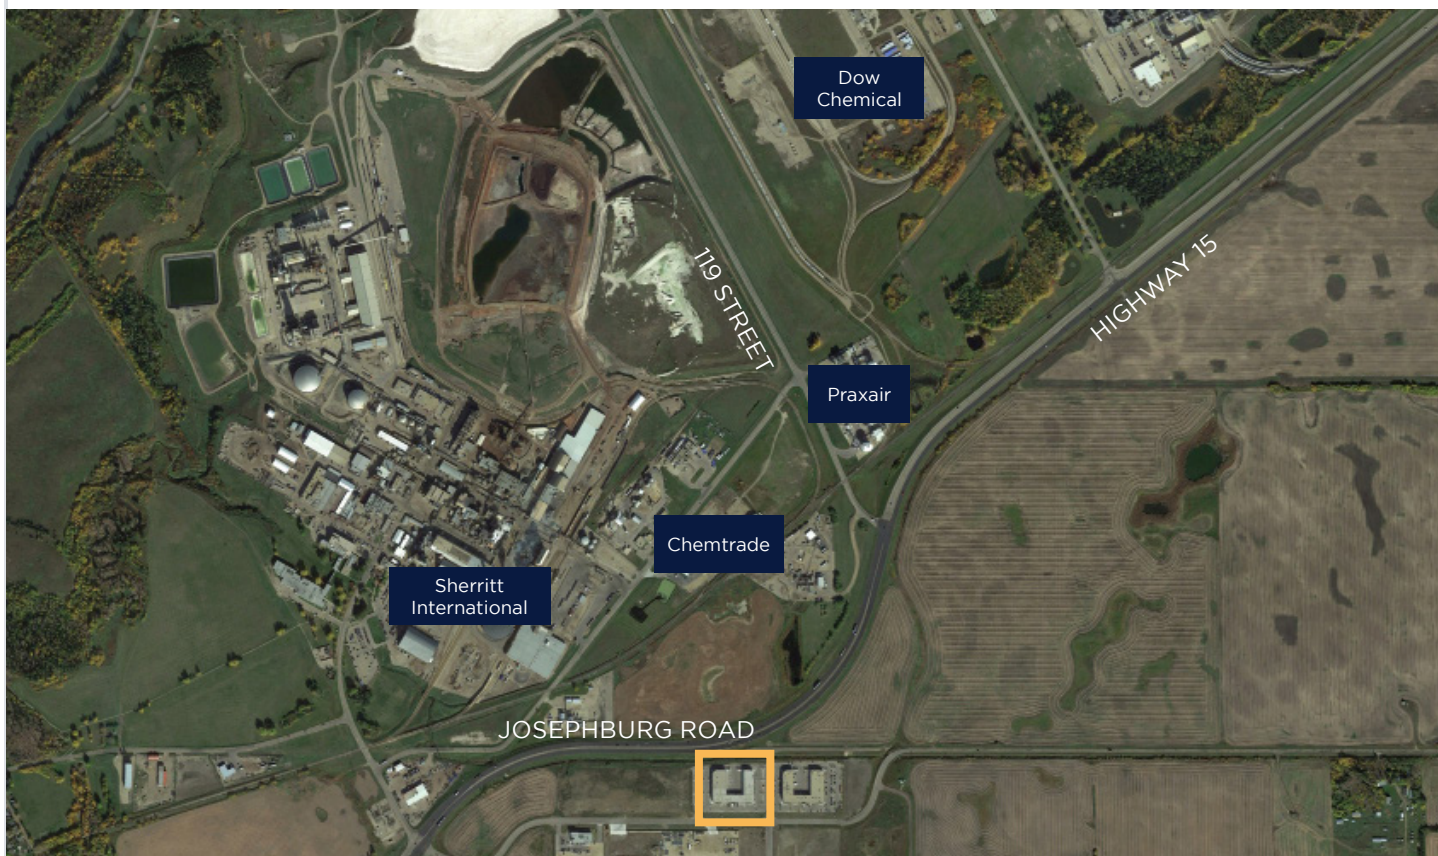 Dow
Chemical
119 STREET
HIGHWAY 15
Praxair
Chemtrade
Sherritt
International
JOSEPHBURG ROAD